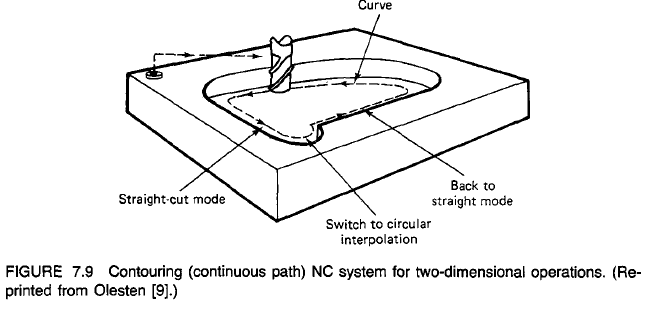 Curve
Straight-cut mode
Back to
straight mode
Switch to circular
interpolation
FIGURE 7.9 Contouring (continuous path) NC system for two-dimensional operations. (Re-
printed from Olesten [9].)